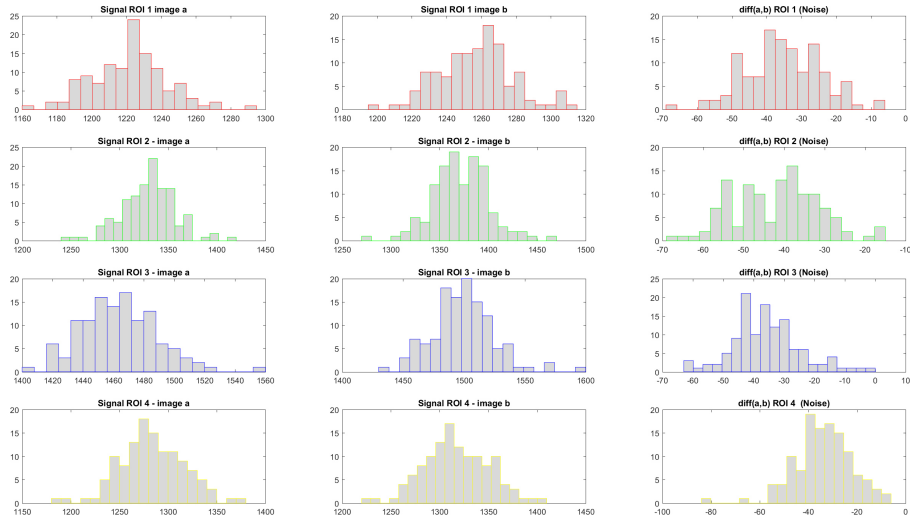 Signal ROI 1 image a
25
20
15
10
5
0
1160 1180 1200 1220 1240 1260 1280 1300
Signal ROI 1 image b
20
15
10
5
0
1180 1200 1220 1240 1260 1280 1300 1320
diff(a,b) ROI 1 (Noise)
20
15
10
5
0
-70 -60 -50 -40 -30 -20 -10 0
Signal ROI 2 - image a
25
20
15
10
5
0
1200 1250 1300 1350 1400 1450
Signal ROI 2 - image b
20
15
10
5
0
1250 1300 1350 1400 1450 1500
diff(a,b) ROI 2 (Noise)
20
15
10
5
0
-70 -60 -50 -40 -30 -20 -10
Signal ROI 3 - image a
20
15
10
5
0
1400 1420 1440 1460 1480 1500 1520 1540 1560
Signal ROI 3 - image b
20
15
10
5
0
1400 1450 1500 1550 1600
diff(a,b) ROI 3 (Noise)
25
20
15
10
5
0
-70 -60 -50 -40 -30 -20 -10 0 10
Signal ROI 4 - image a
20
15
10
5
0
1150 1200 1250 1300 1350 1400
Signal ROI 4 - image b
20
15
10
5
0
1200 1250 1300 1350 1400 1450
diff(a,b) ROI 4 (Noise)
20
15
10
5
0
-100 -80 -60 -40 -20 0